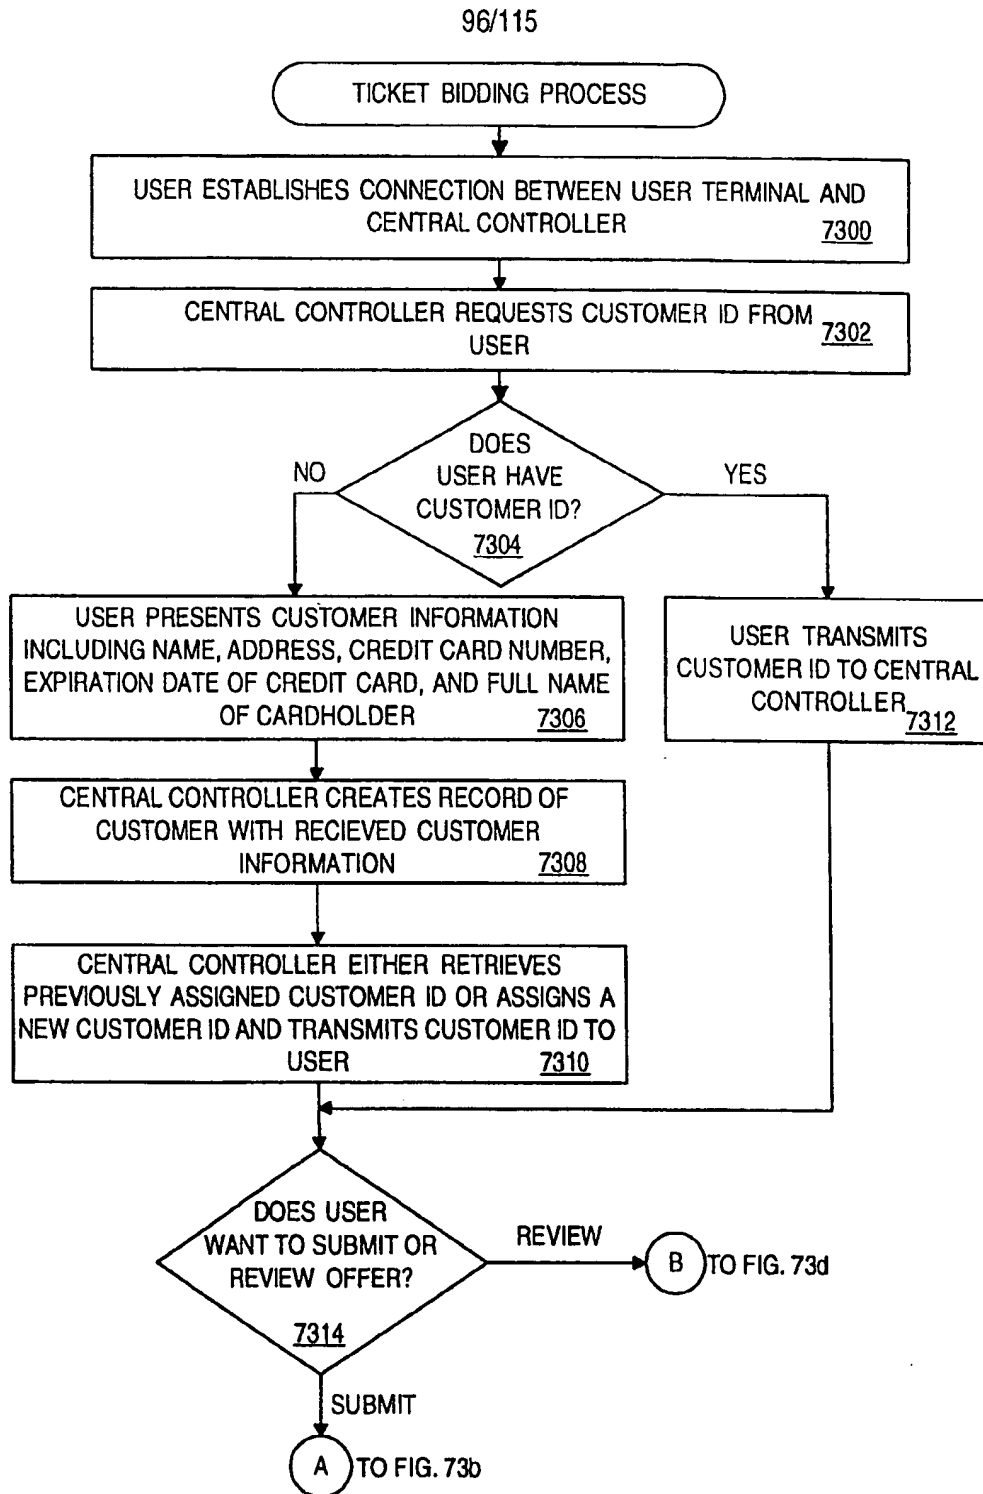 96/115
TICKET BIDDING PROCESS
USER ESTABLISHES CONNECTION BETWEEN USER TERMINAL AND
CENTRAL CONTROLLER 7300
CENTRAL CONTROLLER REQUESTS CUSTOMER ID FROM
USER 7302
DOES
USER HAVE
CUSTOMER ID?
7304
NO
YES
USER PRESENTS CUSTOMER INFORMATION
INCLUDING NAME, ADDRESS, CREDIT CARD NUMBER,
EXPIRATION DATE OF CREDIT CARD, AND FULL NAME
OF CARDHOLDER 7306
USER TRANSMITS
CUSTOMER ID TO CENTRAL
CONTROLLER 7312
CENTRAL CONTROLLER CREATES RECORD OF
CUSTOMER WITH RECIEVED CUSTOMER
INFORMATION 7308
CENTRAL CONTROLLER EITHER RETRIEVES
PREVIOUSLY ASSIGNED CUSTOMER ID OR ASSIGNS A
NEW CUSTOMER ID AND TRANSMITS CUSTOMER ID TO
USER 7310
DOES USER
WANT TO SUBMIT OR
REVIEW OFFER?
7314
REVIEW
B TO FIG. 73d
SUBMIT
A TO FIG. 73b